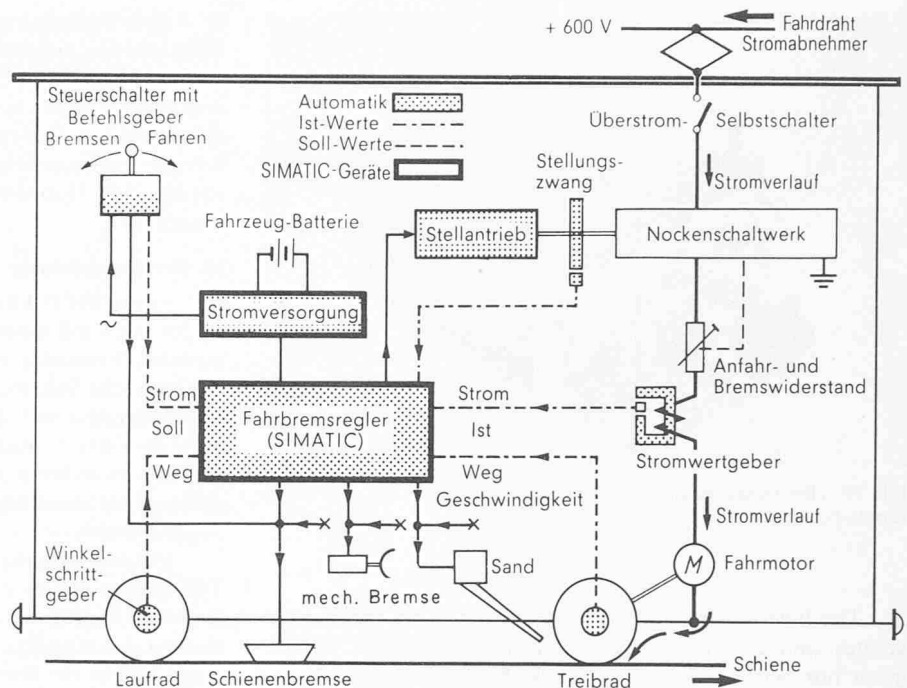 + 600 V
Fahrdraht
Stromabnehmer
Steuerschalter mit
Befehlsgeber
Bremsen
Fahren
Automatik
Ist-Werte
Soll-Werte
SIMATIC-Geräte
Überstrom-
Selbstschalter
Stellungs-
zwang
Stromverlauf
Fahrzeug-Batterie
Stellantrieb
Nockenschaltwerk
Stromversorgung
~
Anfahr- und
Bremswiderstand
Strom
Soll
Weg
Fahrbremsregler
(SIMATIC)
Strom
Ist
Weg
Geschwindigkeit
Stromwertgeber
Stromverlauf
Winkel-
schritt-
geber
mech. Bremse
Sand
M
Fahrmotor
Laufrad
Schienenbremse
Treibrad
Schiene